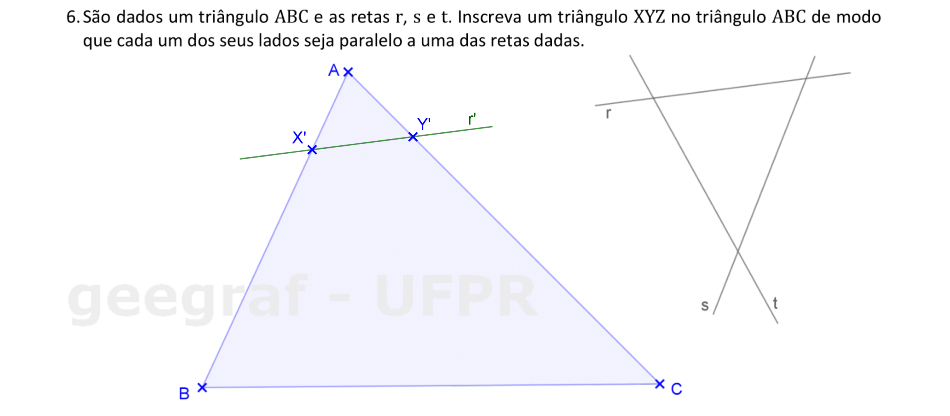 6. São dados um triângulo ABC e as retas r, s e t. Inscreva um triângulo XYZ no triângulo ABC de modo
que cada um dos seus lados seja paralelo a uma das retas dadas.
A
r
X'
Y'
r'
geegraf - UFPR
s
t
B
C